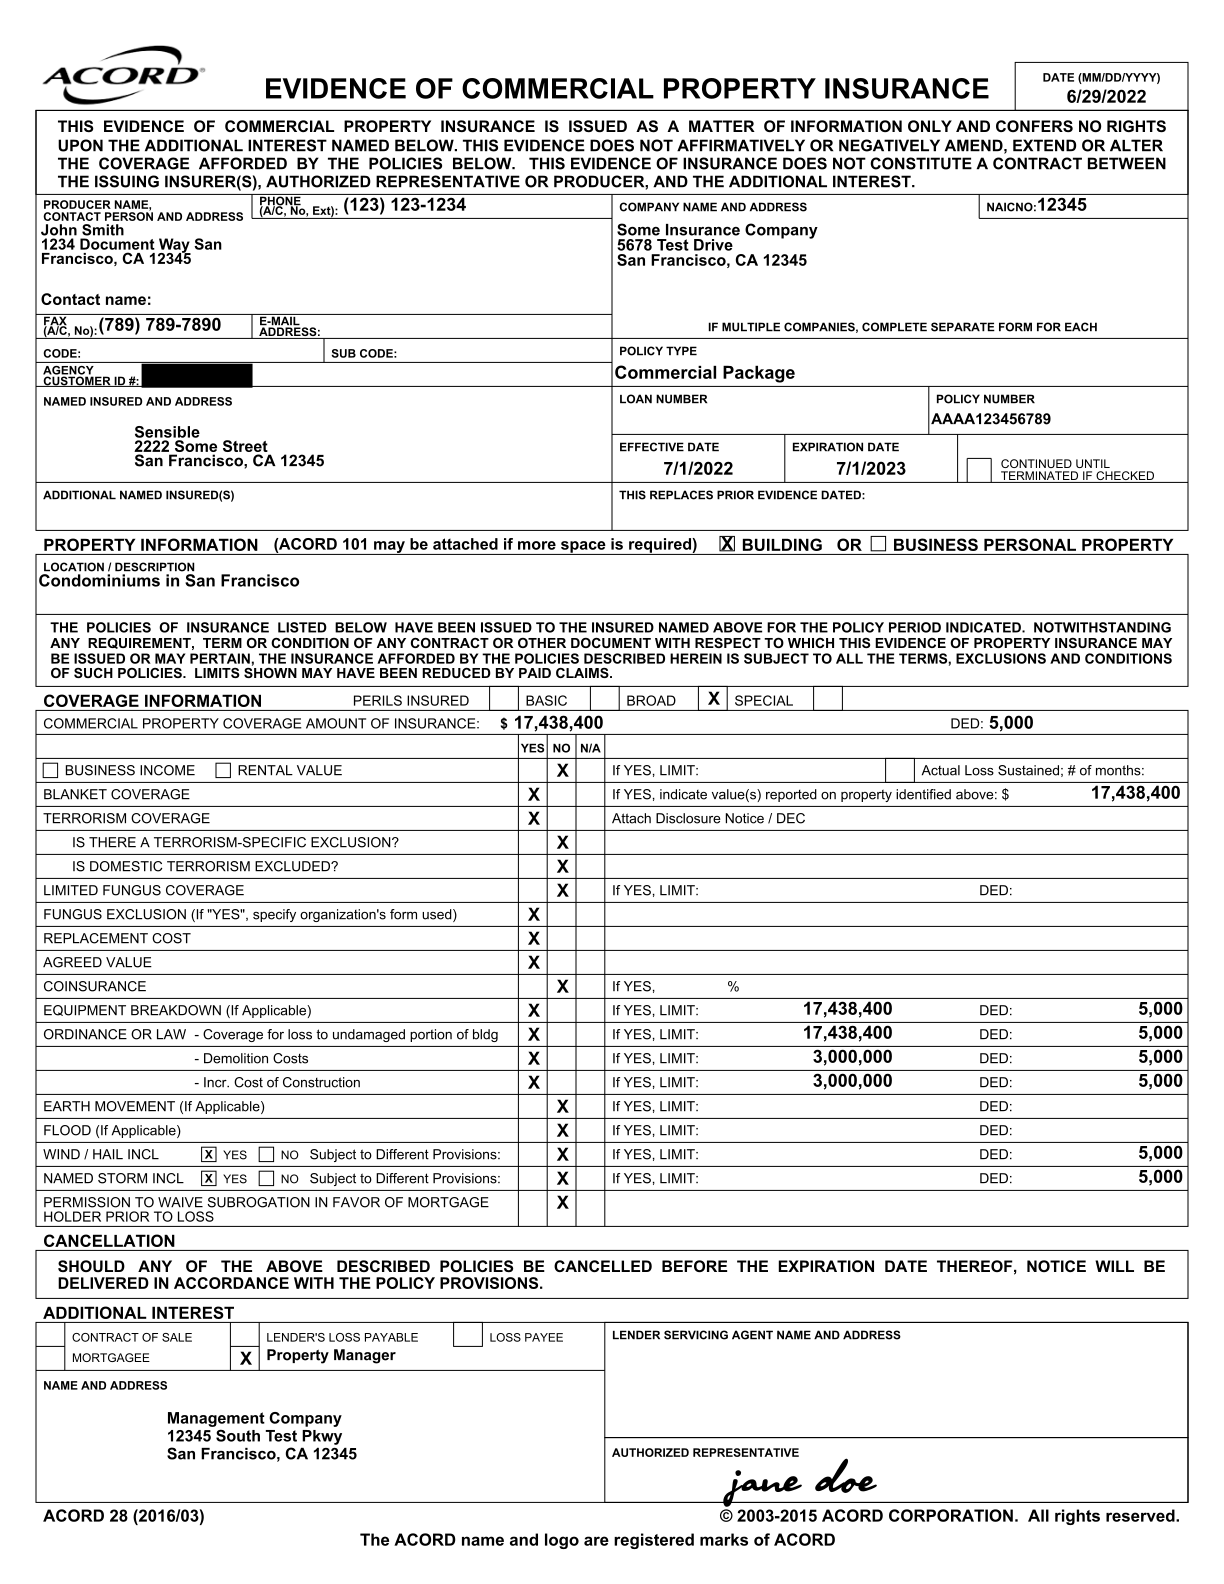 ACORD®
EVIDENCE OF COMMERCIAL PROPERTY INSURANCE
DATE (MM/DD/YYYY)
6/29/2022
THIS EVIDENCE OF COMMERCIAL PROPERTY INSURANCE IS ISSUED AS A MATTER OF INFORMATION ONLY AND CONFERS NO RIGHTS
UPON THE ADDITIONAL INTEREST NAMED BELOW. THIS EVIDENCE DOES NOT AFFIRMATIVELY OR NEGATIVELY AMEND, EXTEND OR ALTER
THE COVERAGE AFFORDED BY THE POLICIES BELOW. THIS EVIDENCE OF INSURANCE DOES NOT CONSTITUTE A CONTRACT BETWEEN
THE ISSUING INSURER(S), AUTHORIZED REPRESENTATIVE OR PRODUCER, AND THE ADDITIONAL INTEREST.
PRODUCER NAME,
CONTACT PERSON AND ADDRESS
PHONE
(A/C, No, Ext): (123) 123-1234
John Smith
1234 Document Way San
Francisco, CA 12345
Contact name:
COMPANY NAME AND ADDRESS
NAICNO:12345
Some Insurance Company
5678 Test Drive
San Francisco, CA 12345
IF MULTIPLE COMPANIES, COMPLETE SEPARATE FORM FOR EACH
FAX
(A/C, No): (789) 789-7890
E-MAIL
ADDRESS:
CODE: SUB CODE:
AGENCY
CUSTOMER ID #:
POLICY TYPE
Commercial Package
NAMED INSURED AND ADDRESS
Sensible
2222 Some Street
San Francisco, CA 12345
LOAN NUMBER
POLICY NUMBER
AAAA123456789
EFFECTIVE DATE
7/1/2022
EXPIRATION DATE
7/1/2023
CONTINUED UNTIL
TERMINATED IF CHECKED
ADDITIONAL NAMED INSURED(S)
THIS REPLACES PRIOR EVIDENCE DATED:
PROPERTY INFORMATION (ACORD 101 may be attached if more space is required) X BUILDING OR BUSINESS PERSONAL PROPERTY
LOCATION / DESCRIPTION
Condominiums in San Francisco
THE POLICIES OF INSURANCE LISTED BELOW HAVE BEEN ISSUED TO THE INSURED NAMED ABOVE FOR THE POLICY PERIOD INDICATED. NOTWITHSTANDING
ANY REQUIREMENT, TERM OR CONDITION OF ANY CONTRACT OR OTHER DOCUMENT WITH RESPECT TO WHICH THIS EVIDENCE OF PROPERTY INSURANCE MAY
BE ISSUED OR MAY PERTAIN, THE INSURANCE AFFORDED BY THE POLICIES DESCRIBED HEREIN IS SUBJECT TO ALL THE TERMS, EXCLUSIONS AND CONDITIONS
OF SUCH POLICIES. LIMITS SHOWN MAY HAVE BEEN REDUCED BY PAID CLAIMS.
COVERAGE INFORMATION PERILS INSURED BASIC BROAD X SPECIAL
COMMERCIAL PROPERTY COVERAGE AMOUNT OF INSURANCE: $ 17,438,400 DED: 5,000
YES NO N/A
BUSINESS INCOME RENTAL VALUE X If YES, LIMIT: Actual Loss Sustained; # of months:
BLANKET COVERAGE X If YES, indicate value(s) reported on property identified above: $ 17,438,400
TERRORISM COVERAGE X Attach Disclosure Notice / DEC
IS THERE A TERRORISM-SPECIFIC EXCLUSION? X
IS DOMESTIC TERRORISM EXCLUDED? X
LIMITED FUNGUS COVERAGE X If YES, LIMIT: DED:
FUNGUS EXCLUSION (If "YES", specify organization's form used) X
REPLACEMENT COST X
AGREED VALUE X
COINSURANCE X If YES, %
EQUIPMENT BREAKDOWN (If Applicable) X If YES, LIMIT: 17,438,400 DED: 5,000
ORDINANCE OR LAW - Coverage for loss to undamaged portion of bldg X If YES, LIMIT: 17,438,400 DED: 5,000
- Demolition Costs X If YES, LIMIT: 3,000,000 DED: 5,000
- Incr. Cost of Construction X If YES, LIMIT: 3,000,000 DED: 5,000
EARTH MOVEMENT (If Applicable) X If YES, LIMIT: DED:
FLOOD (If Applicable) X If YES, LIMIT: DED:
WIND / HAIL INCL X YES NO Subject to Different Provisions: X If YES, LIMIT: DED: 5,000
NAMED STORM INCL X YES NO Subject to Different Provisions: X If YES, LIMIT: DED: 5,000
PERMISSION TO WAIVE SUBROGATION IN FAVOR OF MORTGAGE X
HOLDER PRIOR TO LOSS
CANCELLATION
SHOULD ANY OF THE ABOVE DESCRIBED POLICIES BE CANCELLED BEFORE THE EXPIRATION DATE THEREOF, NOTICE WILL BE
DELIVERED IN ACCORDANCE WITH THE POLICY PROVISIONS.
ADDITIONAL INTEREST
CONTRACT OF SALE LENDER'S LOSS PAYABLE LOSS PAYEE
MORTGAGEE X Property Manager
LENDER SERVICING AGENT NAME AND ADDRESS
NAME AND ADDRESS
Management Company
12345 South Test Pkwy
San Francisco, CA 12345
AUTHORIZED REPRESENTATIVE
jane doe
ACORD 28 (2016/03) © 2003-2015 ACORD CORPORATION. All rights reserved.
The ACORD name and logo are registered marks of ACORD